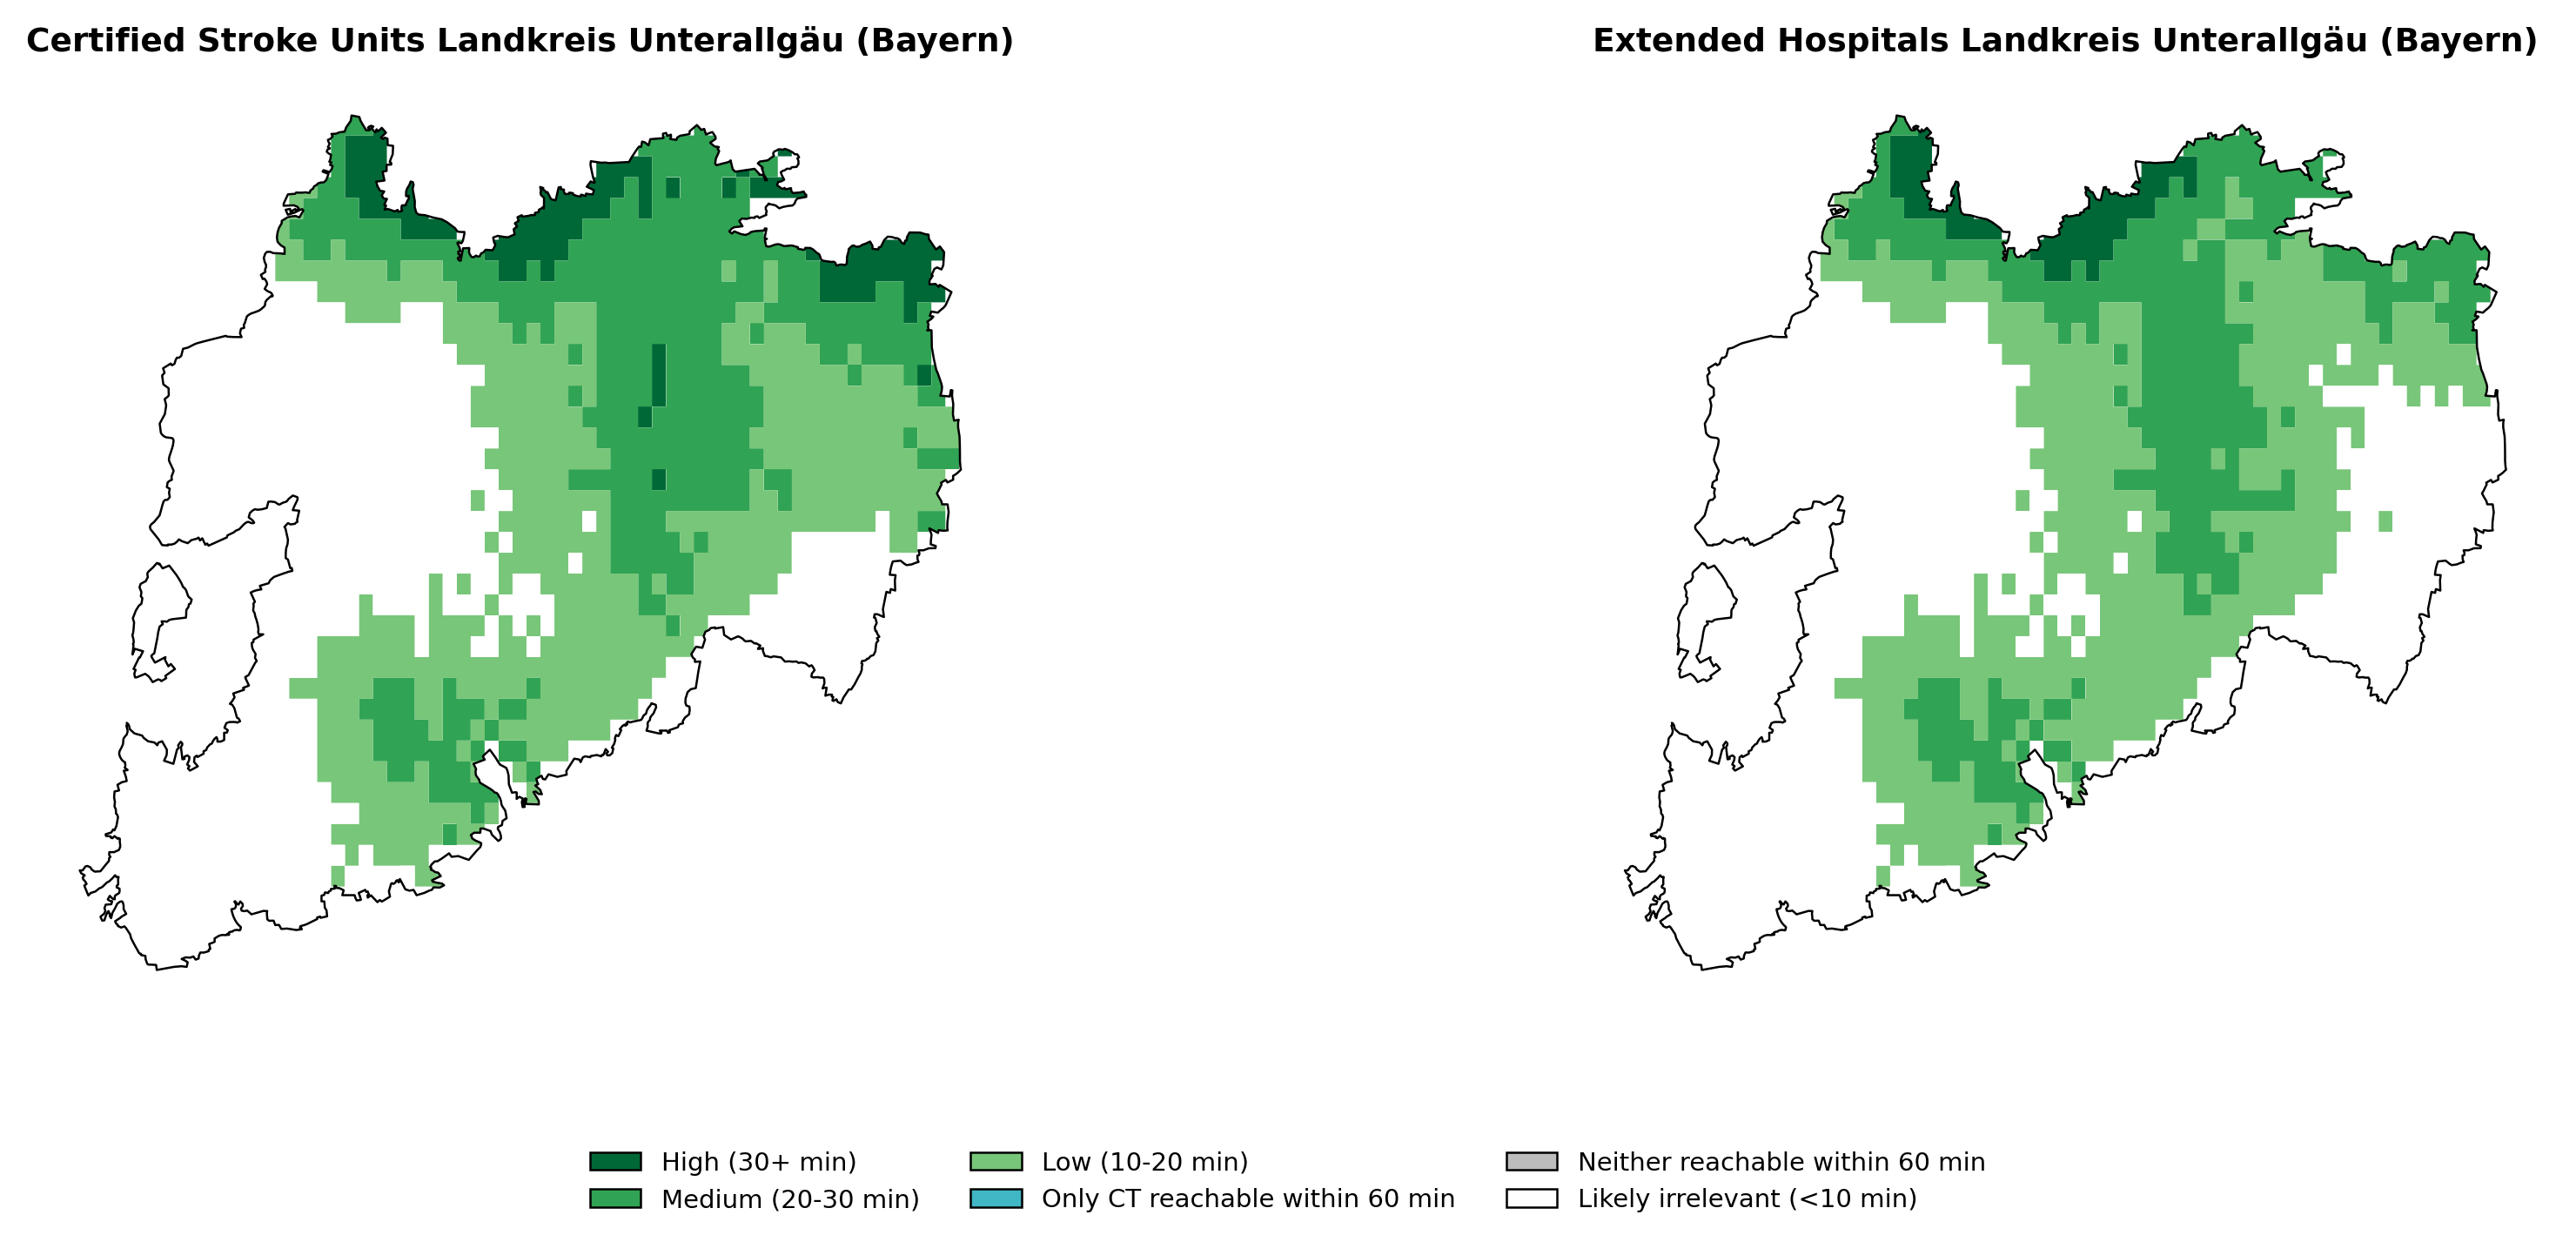 Certified Stroke Units Landkreis Unterallgäu (Bayern)
Extended Hospitals Landkreis Unterallgäu (Bayern)
High (30+ min)
Medium (20-30 min)
Low (10-20 min)
Only CT reachable within 60 min
Neither reachable within 60 min
Likely irrelevant (<10 min)